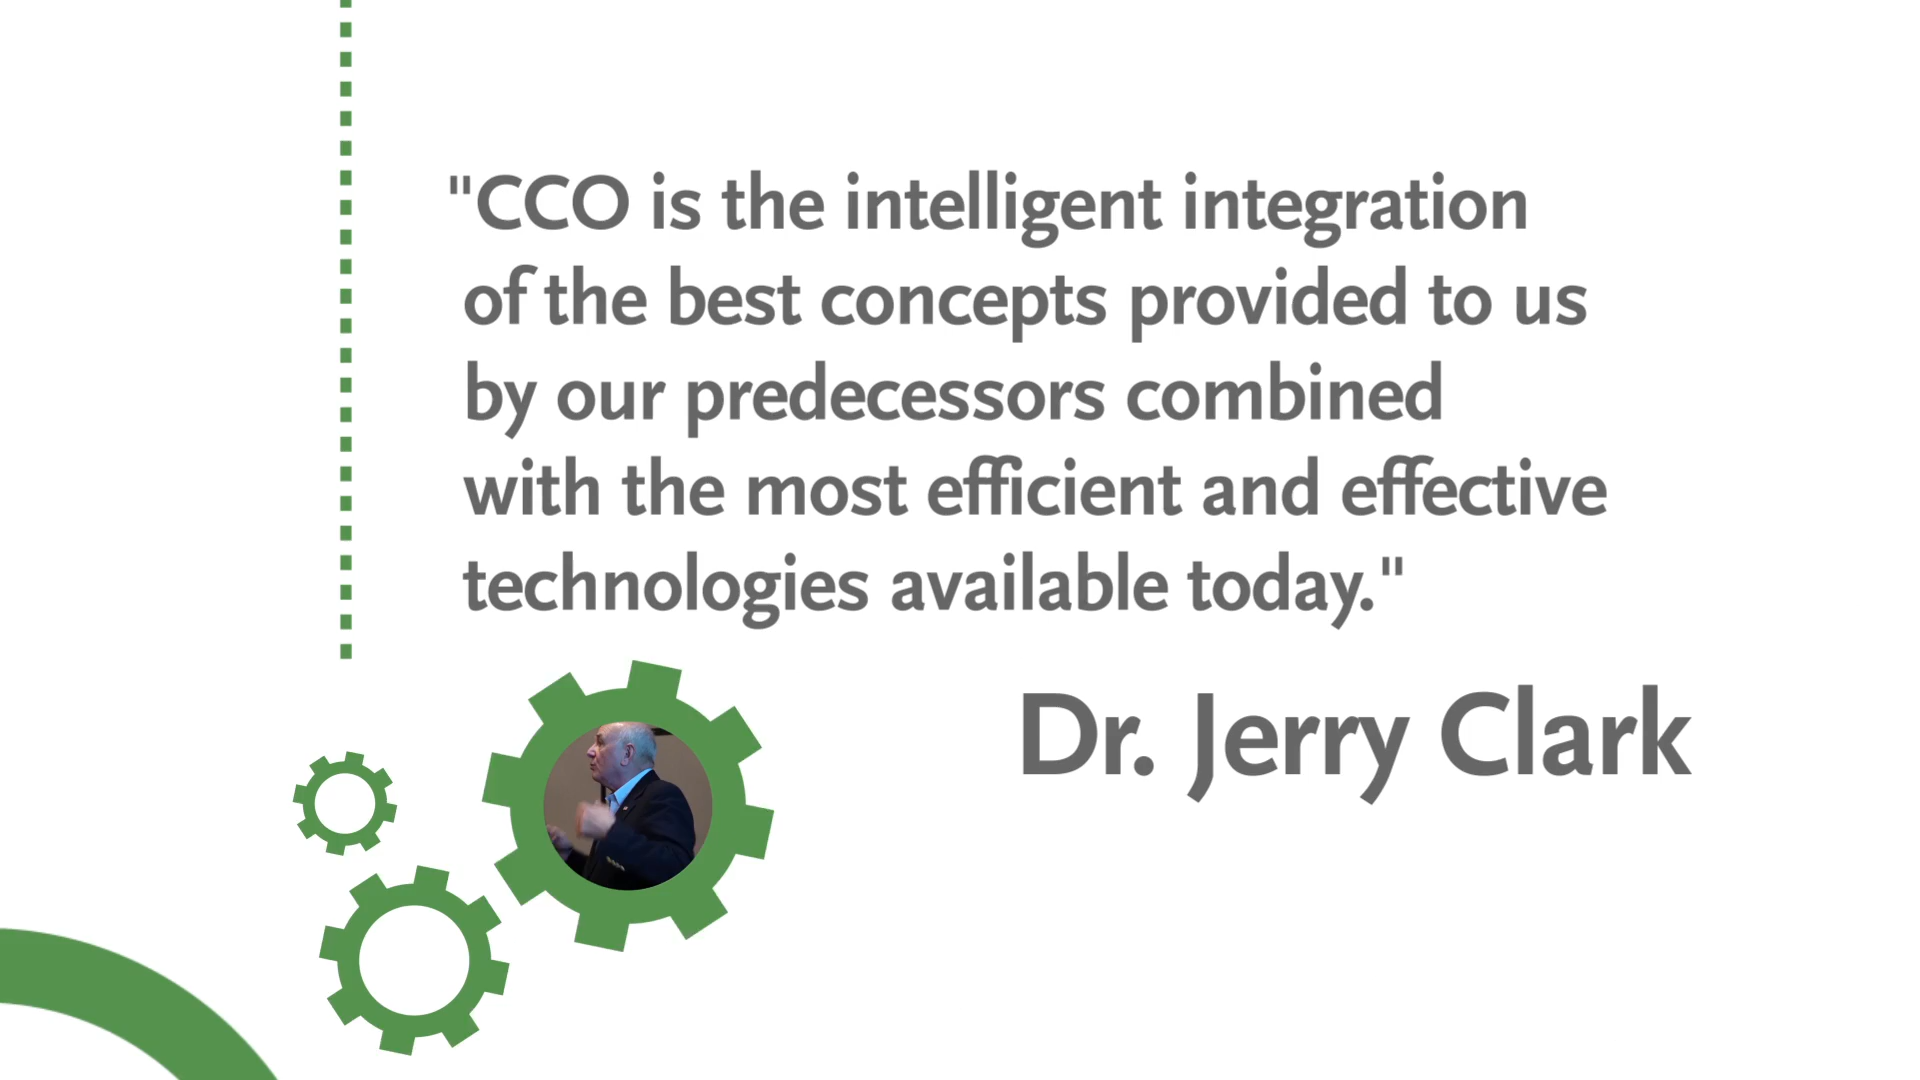 "CCO is the intelligent integration
of the best concepts provided to us
by our predecessors combined
with the most efficient and effective
technologies available today."
Dr. Jerry Clark